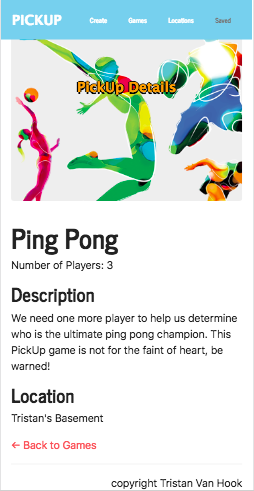 PICKUP Create Games Locations Saved
PickUp Details
Ping Pong
Number of Players: 3
Description
We need one more player to help us determine
who is the ultimate ping pong champion. This
PickUp game is not for the faint of heart, be
warned!
Location
Tristan's Basement
← Back to Games
copyright Tristan Van Hook